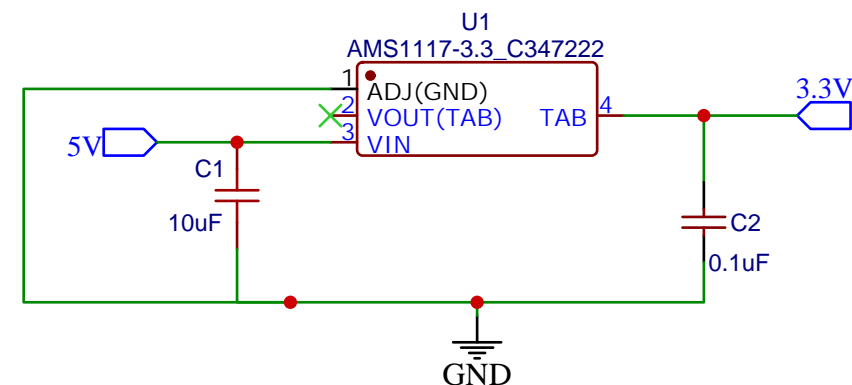 U1
AMS1117-3.3_C347222
1
ADJ(GND)
2
VOUT(TAB)
TAB
4
3.3V
5V
3
VIN
C1
10uF
C2
0.1uF
GND